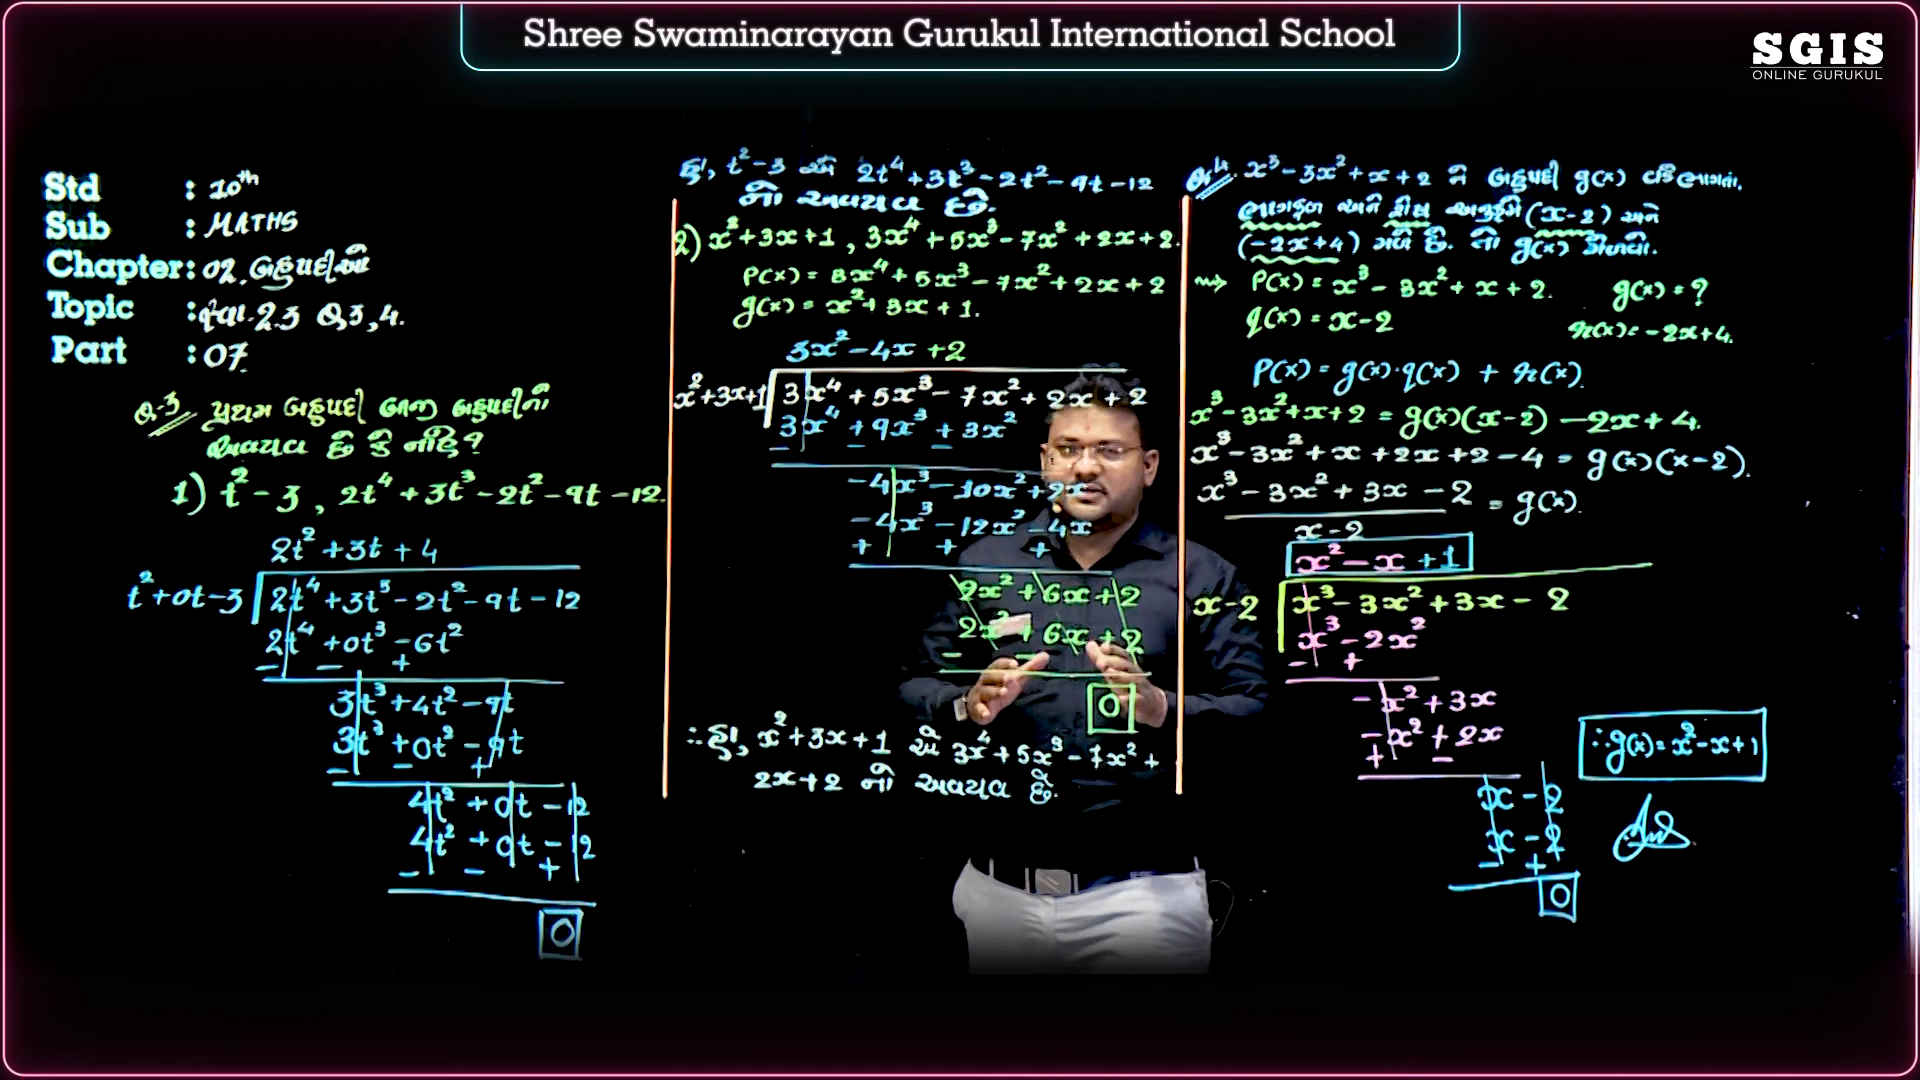 Shree Swaminarayan Gurukul International School
SGIS
ONLINE GURUKUL
Std : 10th
Sub : MATHS
Chapter : 02. બહુપદીઓ
Topic : સ્વા. 2.3 Q.3,4.
Part : 07.
Q-3 પ્રથમ બહુપદી બીજી બહુપદીનો
અવયવ છે કે નહિ?
1) t² - 3 , 2t⁴ + 3t³ - 2t² - 9t - 12.
2t² + 3t + 4
t² + 0t - 3 2t⁴ + 3t³ - 2t² - 9t - 12
2t⁴ + 0t³ - 6t²
- - +
3t³ + 4t² - 9t
3t³ + 0t² - 9t
- - +
4t² + 0t - 12
4t² + 0t - 12
- - +
0
હા, t² - 3 એ 2t⁴ + 3t³ - 2t² - 9t - 12
નો અવયવ છે.
2) x² + 3x + 1 , 3x⁴ + 5x³ - 7x² + 2x + 2.
P(x) = 3x⁴ + 5x³ - 7x² + 2x + 2
g(x) = x² + 3x + 1.
3x² - 4x + 2
x² + 3x + 1 3x⁴ + 5x³ - 7x² + 2x + 2
3x⁴ + 9x³ + 3x²
- - -
-4x³ - 10x² + 2x
-4x³ - 12x² - 4x
+ + +
2x² + 6x + 2
2x² + 6x + 2
- -
0
∴ હા, x² + 3x + 1 એ 3x⁴ + 5x³ - 7x² +
2x + 2 નો અવયવ છે.
Q.4. x³ - 3x² + x + 2 ને બહુપદી g(x) વડે ભાગતા,
ભાગફળ અને શેષ અનુક્રમે (x - 2) અને
(-2x + 4) મળે છે. તો g(x) શોધો.
P(x) = x³ - 3x² + x + 2. g(x) = ?
q(x) = x - 2 r(x) = -2x + 4.
P(x) = g(x)·q(x) + r(x).
x³ - 3x² + x + 2 = g(x)(x - 2) - 2x + 4.
x³ - 3x² + x + 2x + 2 - 4 = g(x)(x - 2).
x³ - 3x² + 3x - 2 = g(x).
x - 2
x² - x + 1
x - 2 x³ - 3x² + 3x - 2
x³ - 2x²
- +
- x² + 3x
- x² + 2x
+ -
x - 2
x - 2
- +
0
∴ g(x) = x² - x + 1
Ans